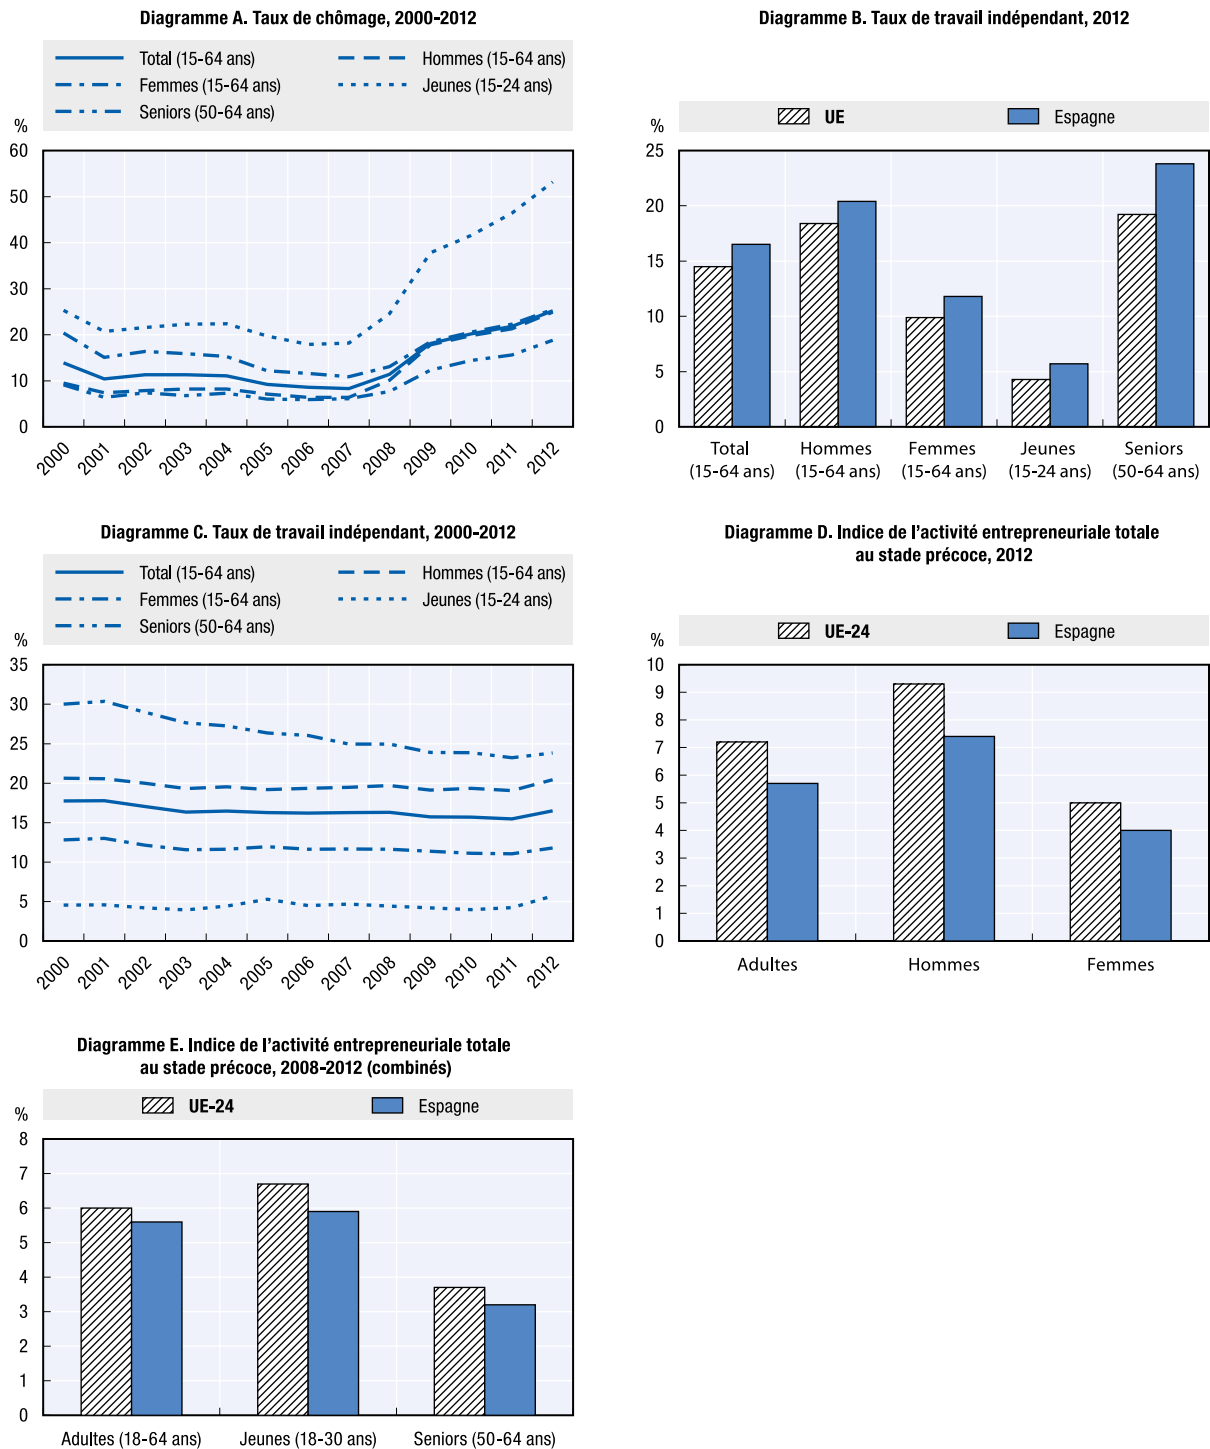 Diagramme A. Taux de chômage, 2000-2012
Total (15-64 ans)
Hommes (15-64 ans)
Femmes (15-64 ans)
Jeunes (15-24 ans)
Seniors (50-64 ans)
%
60
50
40
30
20
10
0
2000 2001 2002 2003 2004 2005 2006 2007 2008 2009 2010 2011 2012
Diagramme B. Taux de travail indépendant, 2012
UE Espagne
%
25
20
15
10
5
0
Total Hommes Femmes Jeunes Seniors
(15-64 ans) (15-64 ans) (15-64 ans) (15-24 ans) (50-64 ans)
Diagramme C. Taux de travail indépendant, 2000-2012
Total (15-64 ans)
Hommes (15-64 ans)
Femmes (15-64 ans)
Jeunes (15-24 ans)
Seniors (50-64 ans)
%
35
30
25
20
15
10
5
0
2000 2001 2002 2003 2004 2005 2006 2007 2008 2009 2010 2011 2012
Diagramme D. Indice de l'activité entrepreneuriale totale
au stade précoce, 2012
UE-24 Espagne
%
10
9
8
7
6
5
4
3
2
1
0
Adultes Hommes Femmes
Diagramme E. Indice de l'activité entrepreneuriale totale
au stade précoce, 2008-2012 (combinés)
UE-24 Espagne
%
8
7
6
5
4
3
2
1
0
Adultes (18-64 ans) Jeunes (18-30 ans) Seniors (50-64 ans)